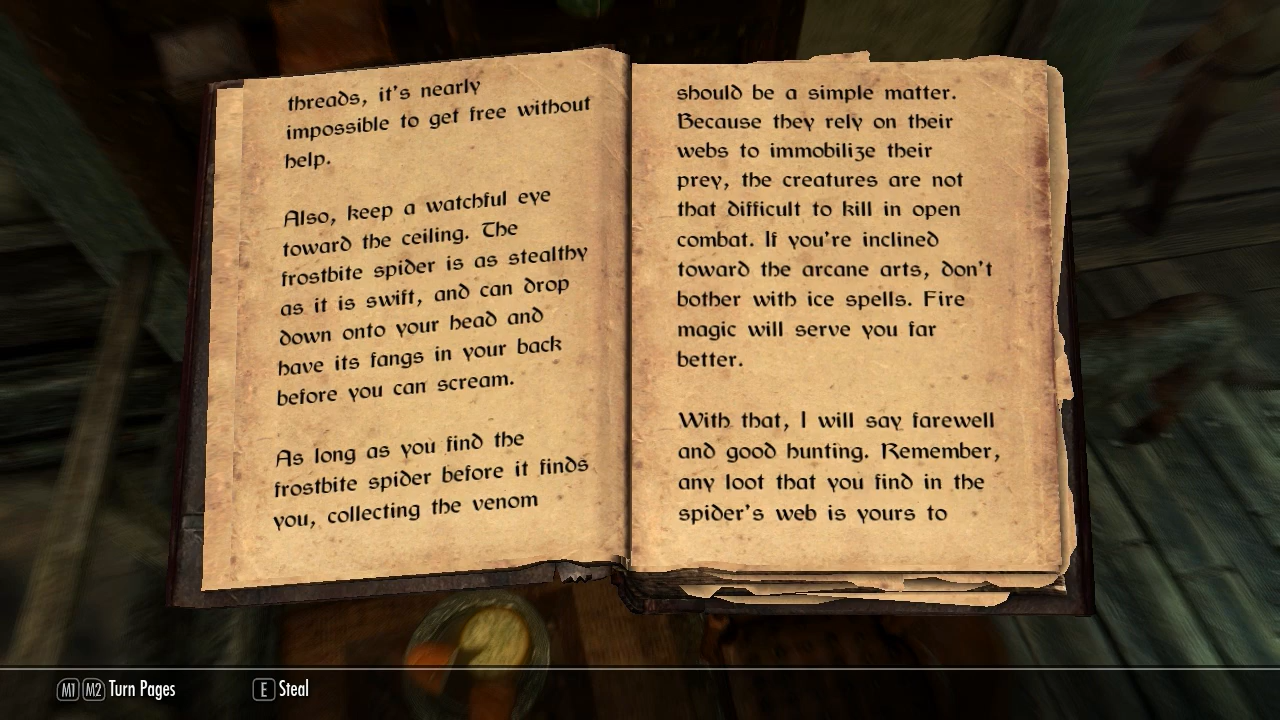 threads, it's nearly
impossible to get free without
help.
Also, keep a watchful eye
toward the ceiling. The
frostbite spider is as stealthy
as it is swift, and can drop
down onto your head and
have its fangs in your back
before you can scream.
As long as you find the
frostbite spider before it finds
you, collecting the venom
should be a simple matter.
Because they rely on their
webs to immobilize their
prey, the creatures are not
that difficult to kill in open
combat. If you're inclined
toward the arcane arts, don't
bother with ice spells. Fire
magic will serve you far
better.
With that, I will say farewell
and good hunting. Remember,
any loot that you find in the
spider's web is yours to
M1 M2 Turn Pages E Steal